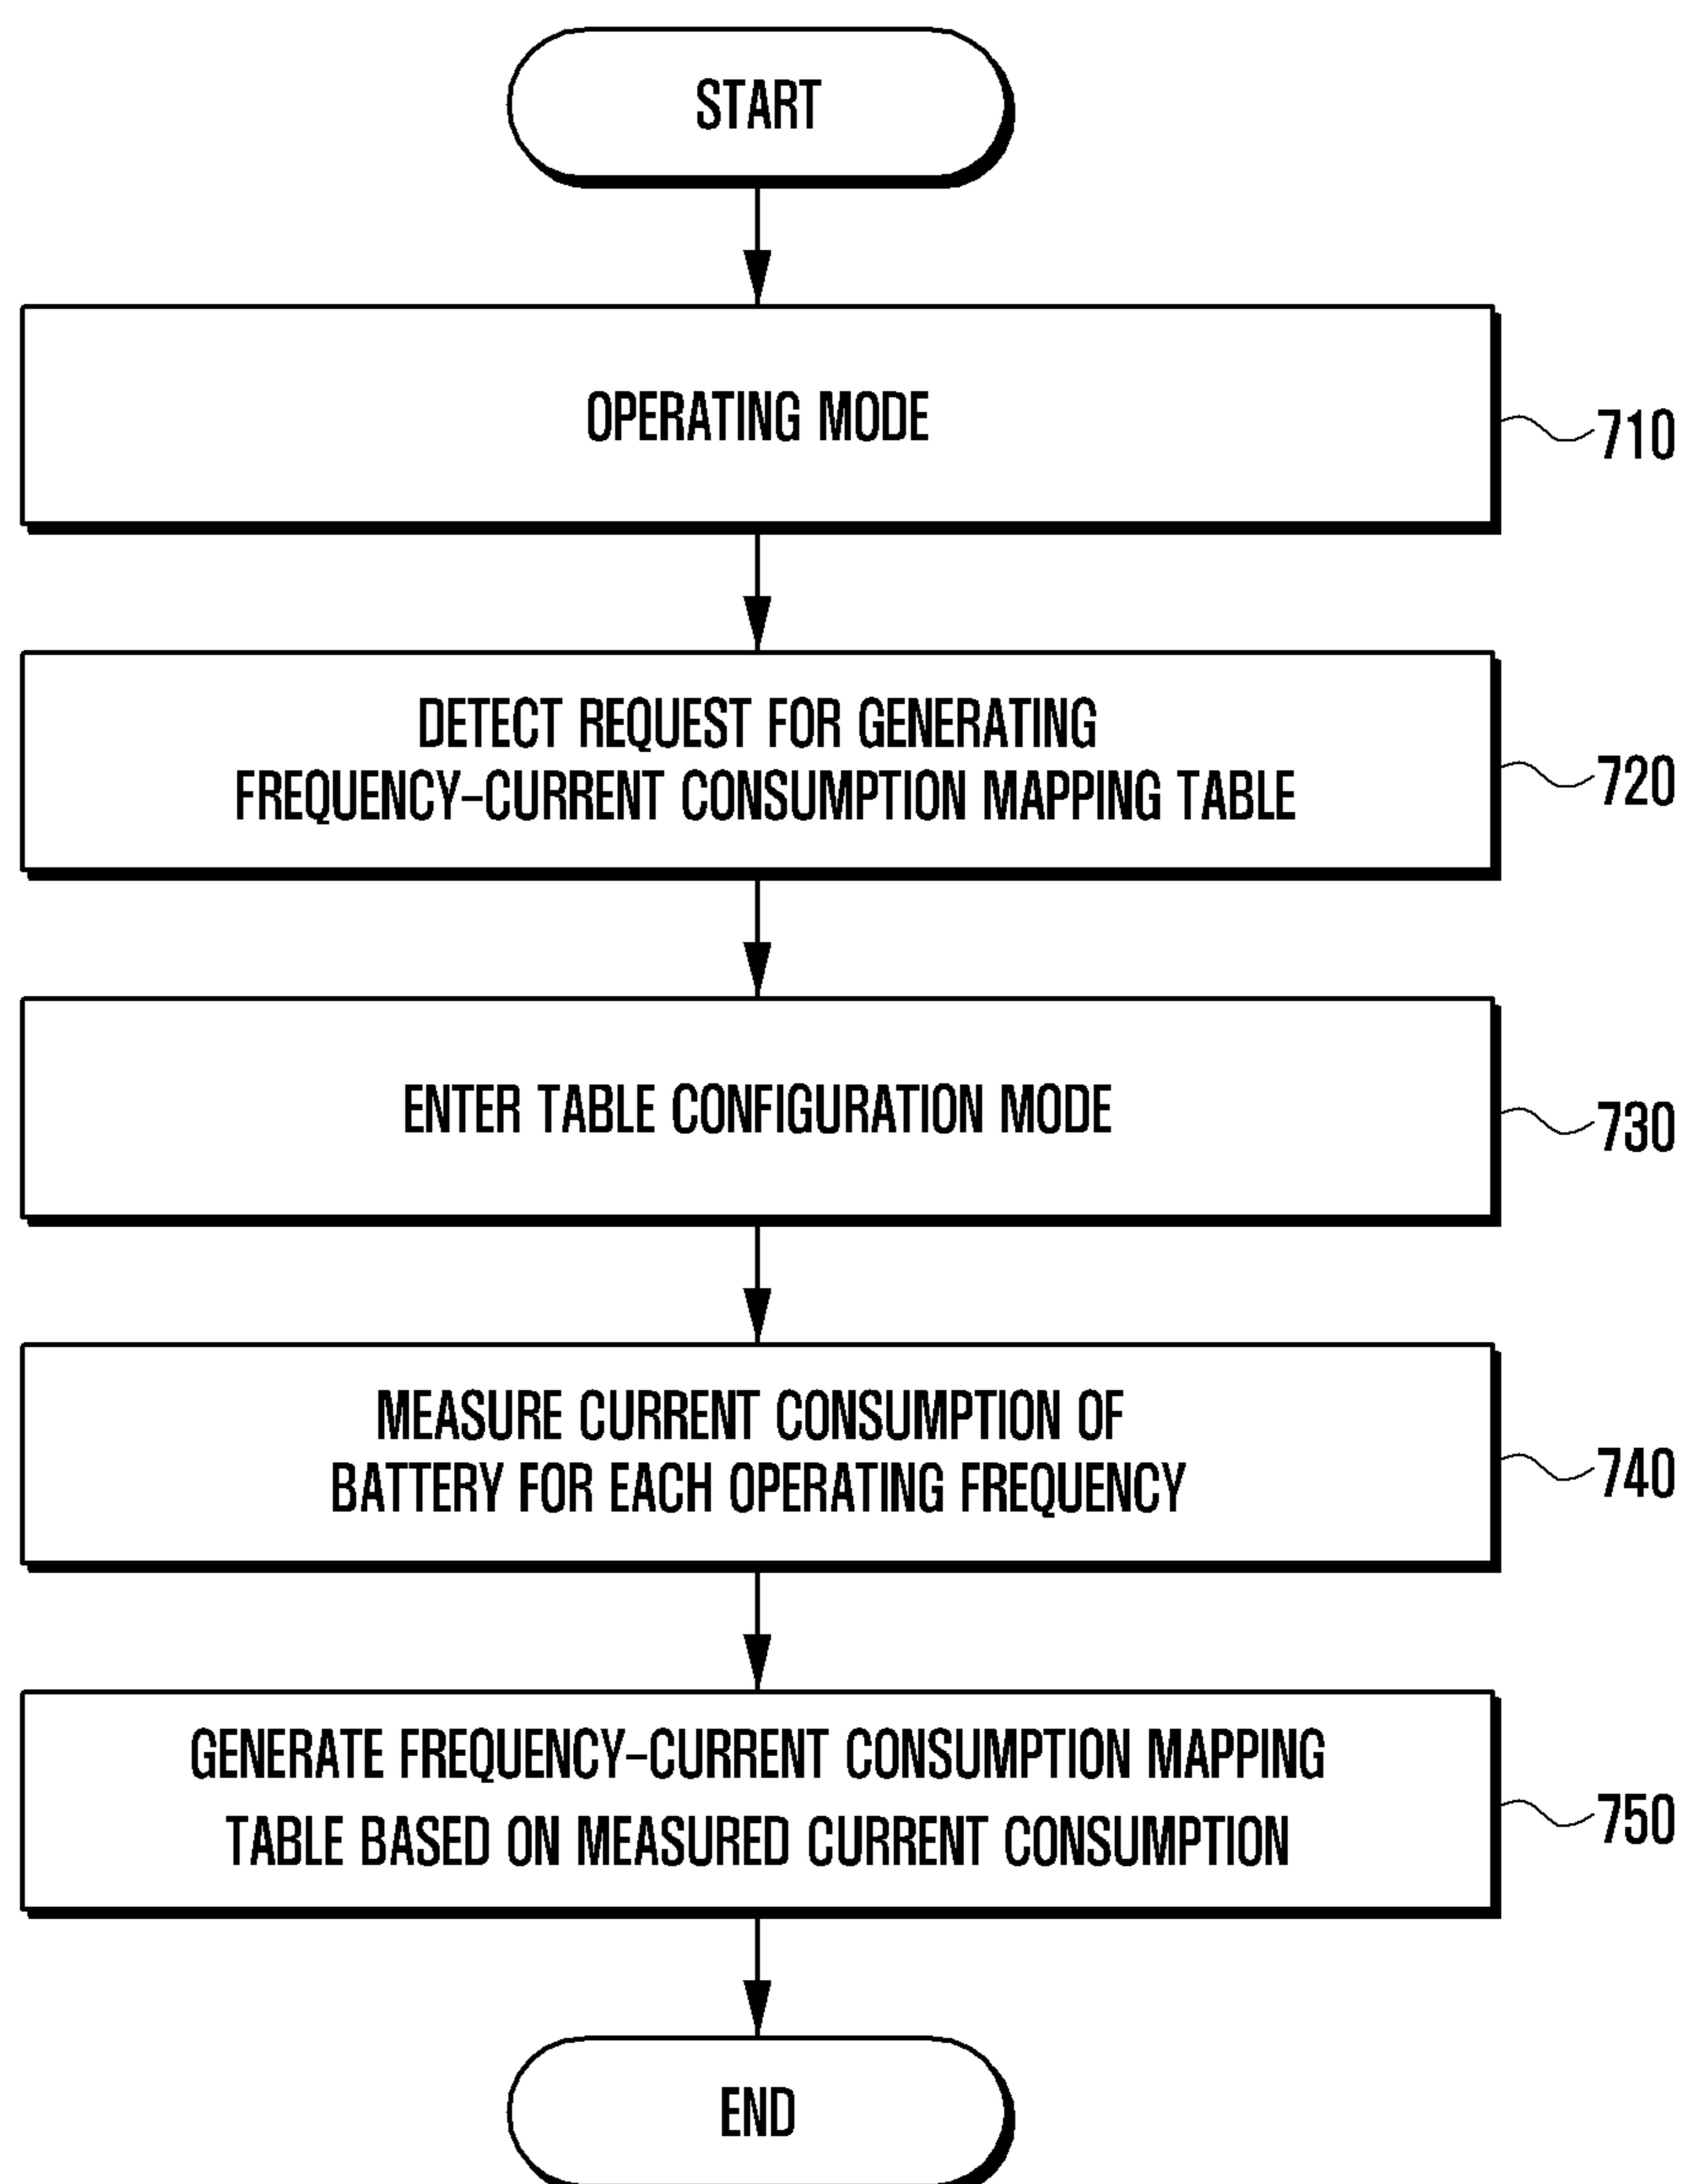 START
OPERATING MODE
710
DETECT REQUEST FOR GENERATING
FREQUENCY-CURRENT CONSUMPTION MAPPING TABLE
720
ENTER TABLE CONFIGURATION MODE
730
MEASURE CURRENT CONSUMPTION OF
BATTERY FOR EACH OPERATING FREQUENCY
740
GENERATE FREQUENCY-CURRENT CONSUMPTION MAPPING
TABLE BASED ON MEASURED CURRENT CONSUMPTION
750
END